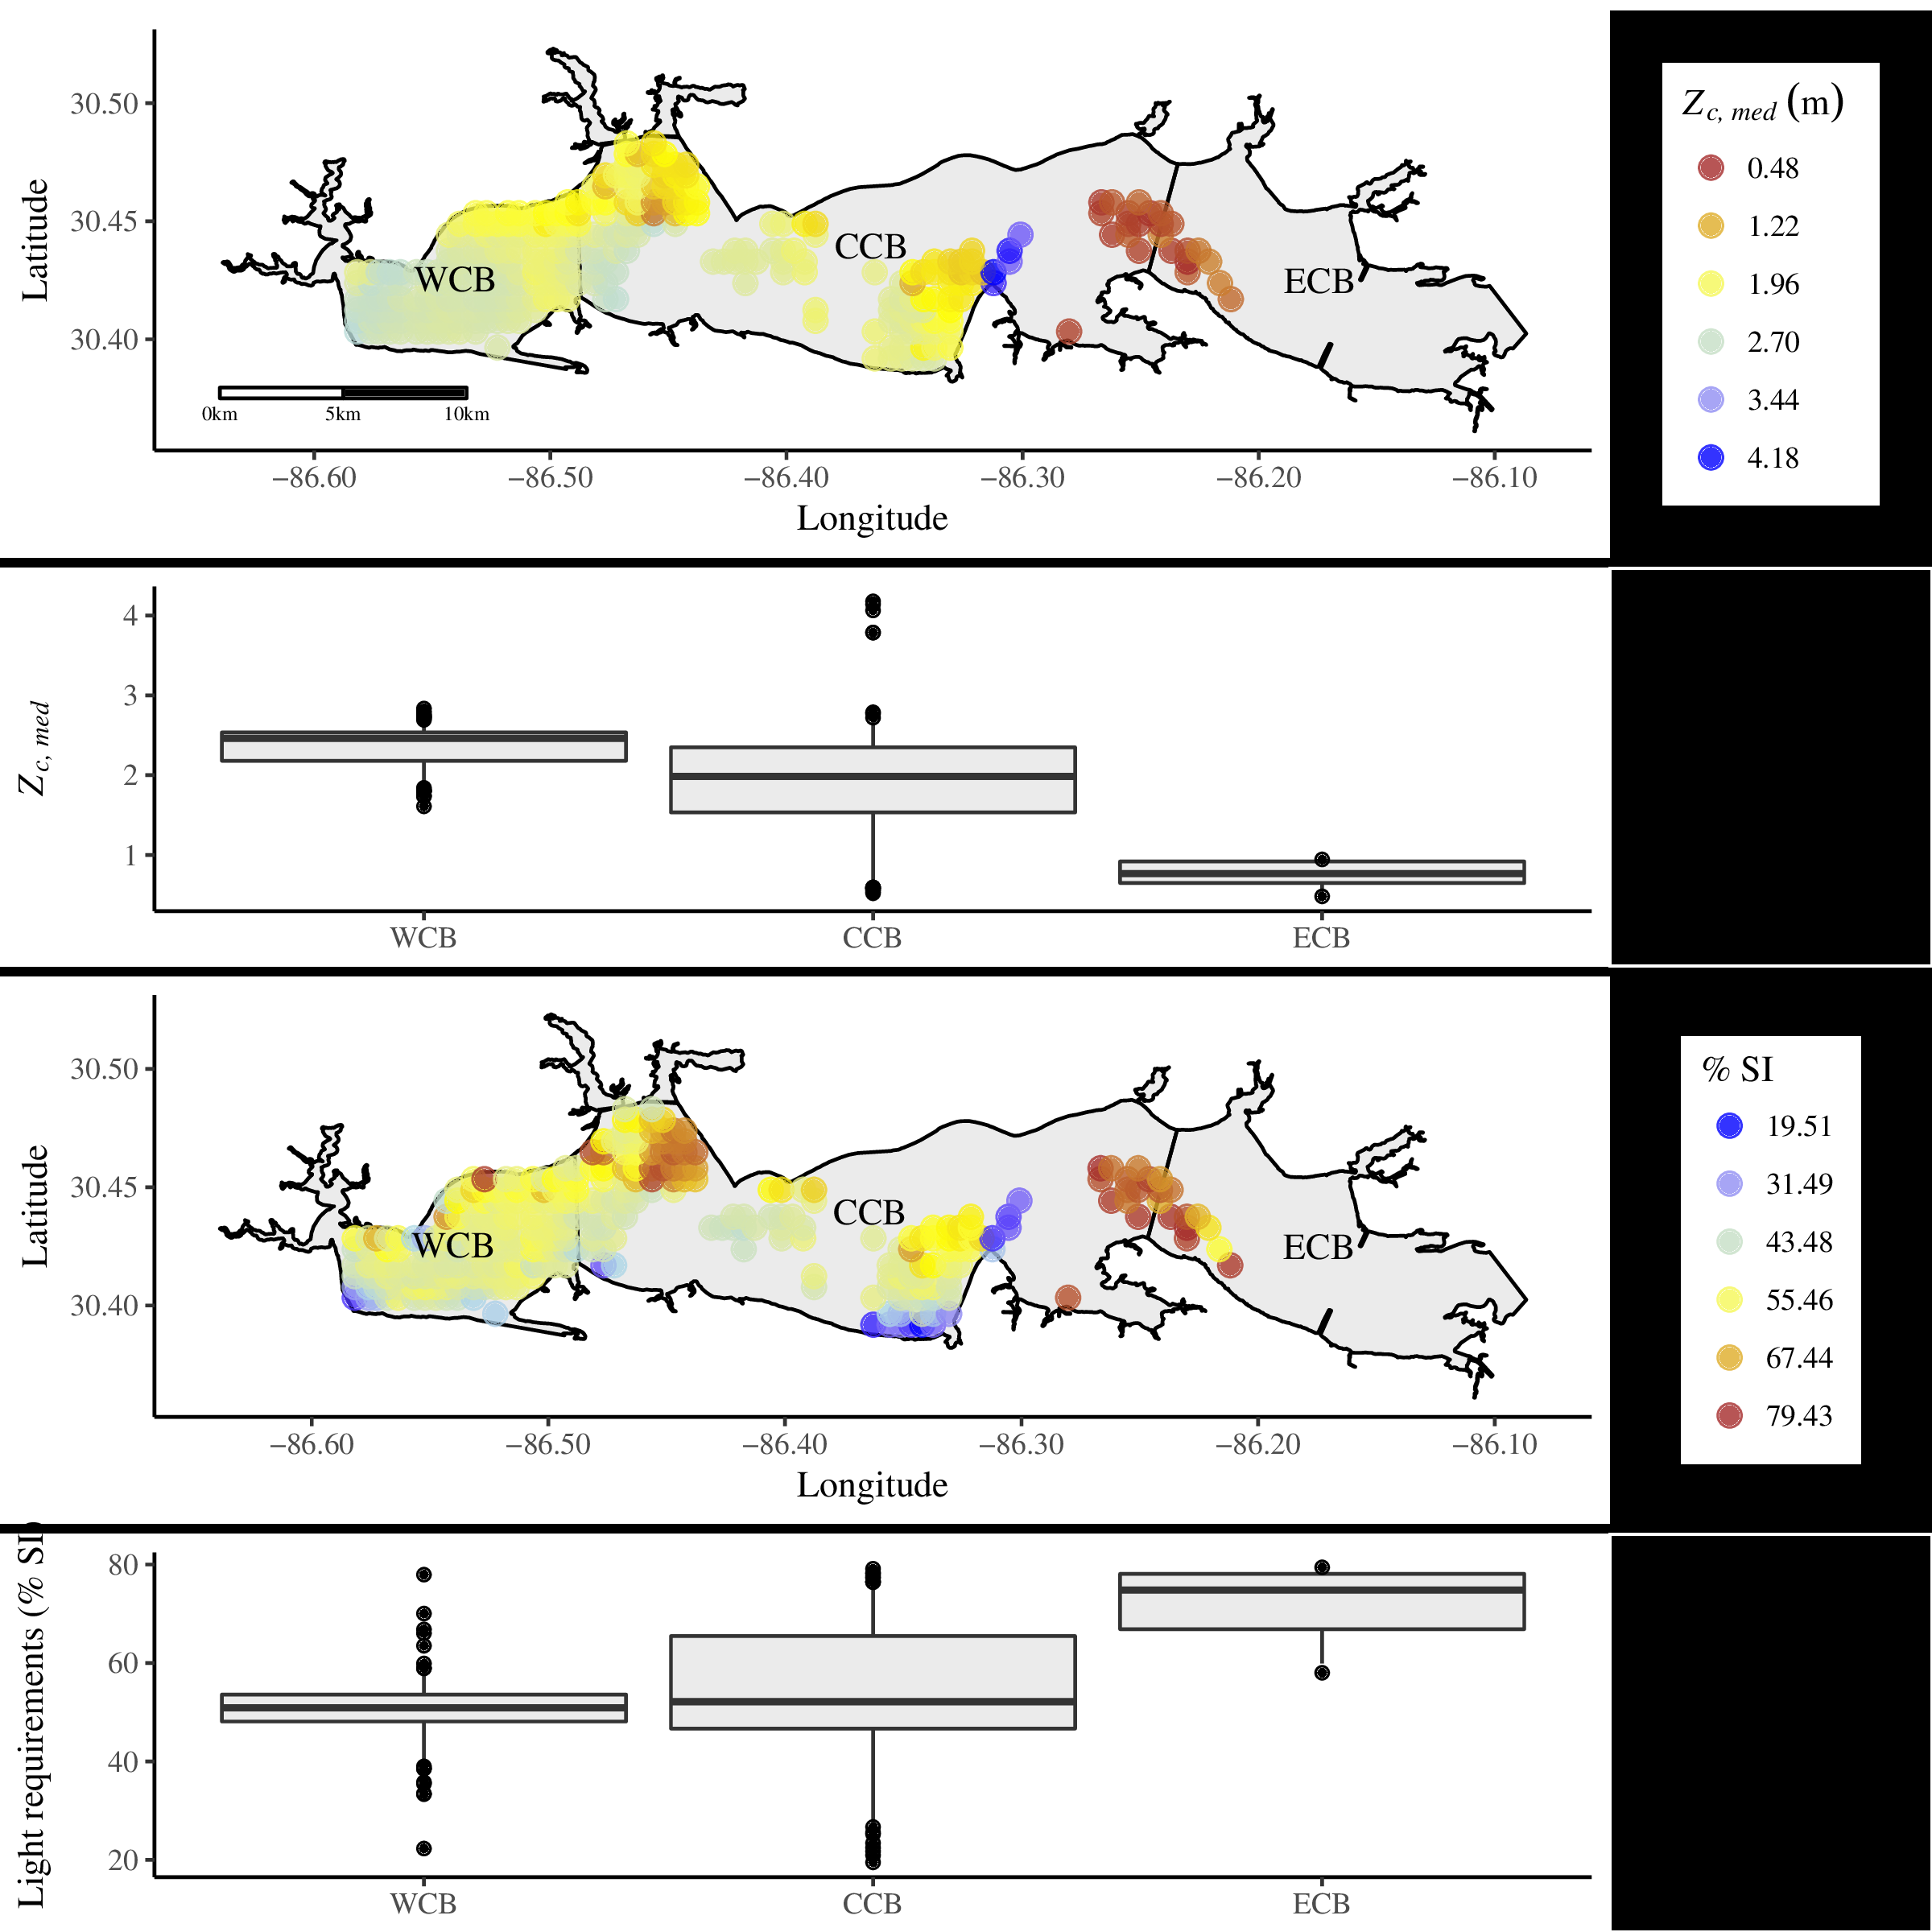 30.50
30.45
30.40
Latitude
WCB
CCB
ECB
0km 5km 10km
−86.60 −86.50 −86.40 −86.30 −86.20 −86.10
Longitude
Zc, med (m)
0.48
1.22
1.96
2.70
3.44
4.18
4
3
2
1
Zc, med
WCB CCB ECB
30.50
30.45
30.40
Latitude
WCB
CCB
ECB
−86.60 −86.50 −86.40 −86.30 −86.20 −86.10
Longitude
% SI
19.51
31.49
43.48
55.46
67.44
79.43
80
60
40
20
Light requirements (% SI)
WCB CCB ECB